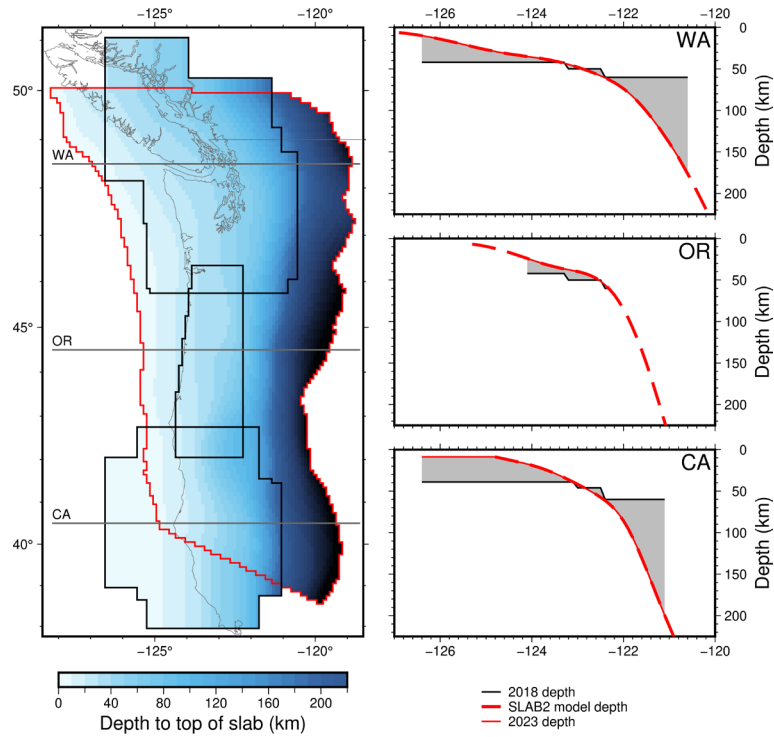 −125° −120°
50°
45°
40°
WA
OR
CA
−125° −120°
0 40 80 120 160 200
Depth to top of slab (km)
−126 −124 −122 −120
WA
0
50
100
150
200
Depth (km)
OR
0
50
100
150
200
Depth (km)
CA
0
50
100
150
200
Depth (km)
−126 −124 −122 −120
2018 depth
SLAB2 model depth
2023 depth